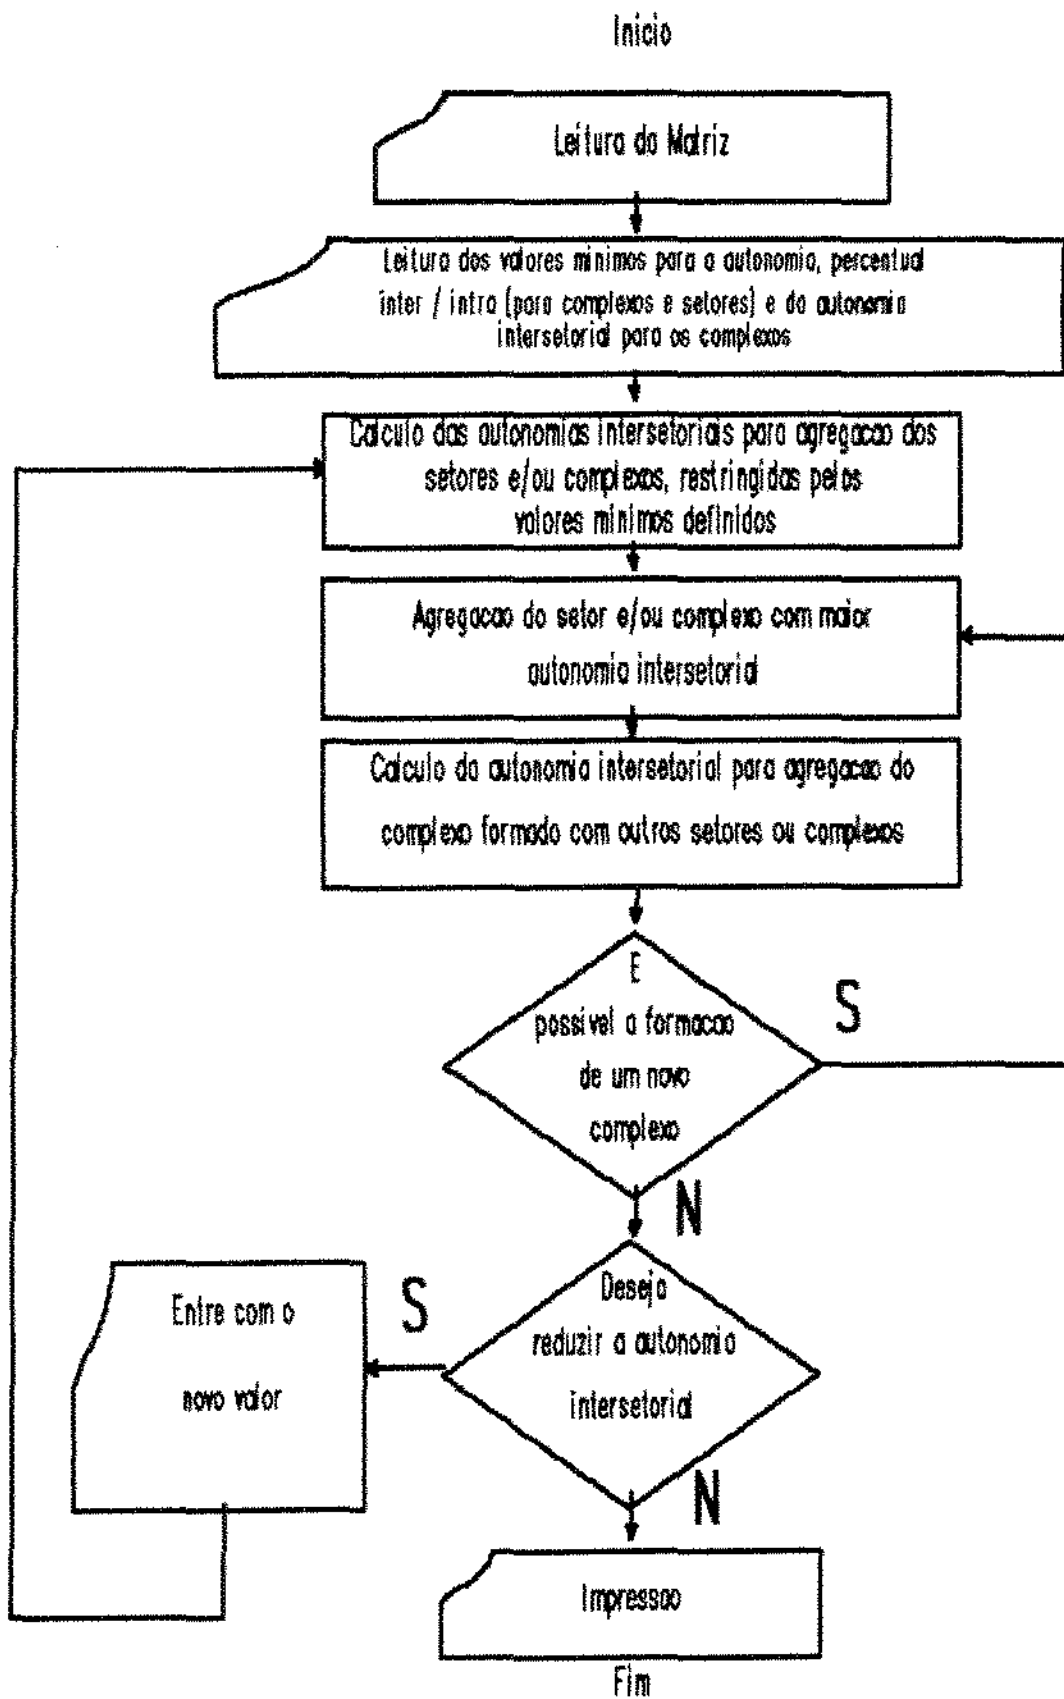 Inicio
Leitura da Matriz
Leitura dos valores minimos para a autonomia, percentual
inter / intra (para complexos e setores) e da autonomia
intersetorial para os complexos
Calculo das autonomias intersetoriais para agregacao dos
setores e/ou complexos, restringidas pelos
valores minimos definidos
Agregacao do setor e/ou complexo com maior
autonomia intersetorial
Calculo da autonomia intersetorial para agregacao do
complexo formado com outros setores ou complexos
E
possivel a formacao
de um novo
complexo
S
N
Deseja
reduzir a autonomia
intersetorial
S
Entre com o
novo valor
N
Impressao
Fim